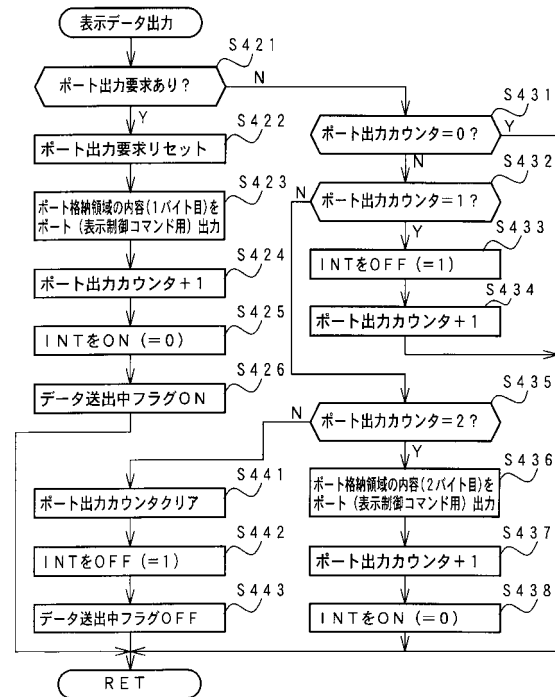 表示データ出力
S421
ポート出力要求あり?
N
Y
S422
ポート出力要求リセット
S423
ポート格納領域の内容(1バイト目)を
ポート(表示制御コマンド用)出力
S424
ポート出力カウンタ+1
S425
INTをON(=0)
S426
データ送出中フラグON
S431
ポート出力カウンタ=0?
Y
N
S432
ポート出力カウンタ=1?
N
Y
S433
INTをOFF(=1)
S434
ポート出力カウンタ+1
S435
ポート出力カウンタ=2?
N
Y
S436
ポート格納領域の内容(2バイト目)を
ポート(表示制御コマンド用)出力
S437
ポート出力カウンタ+1
S438
INTをON(=0)
S441
ポート出力カウンタクリア
S442
INTをOFF(=1)
S443
データ送出中フラグOFF
RET